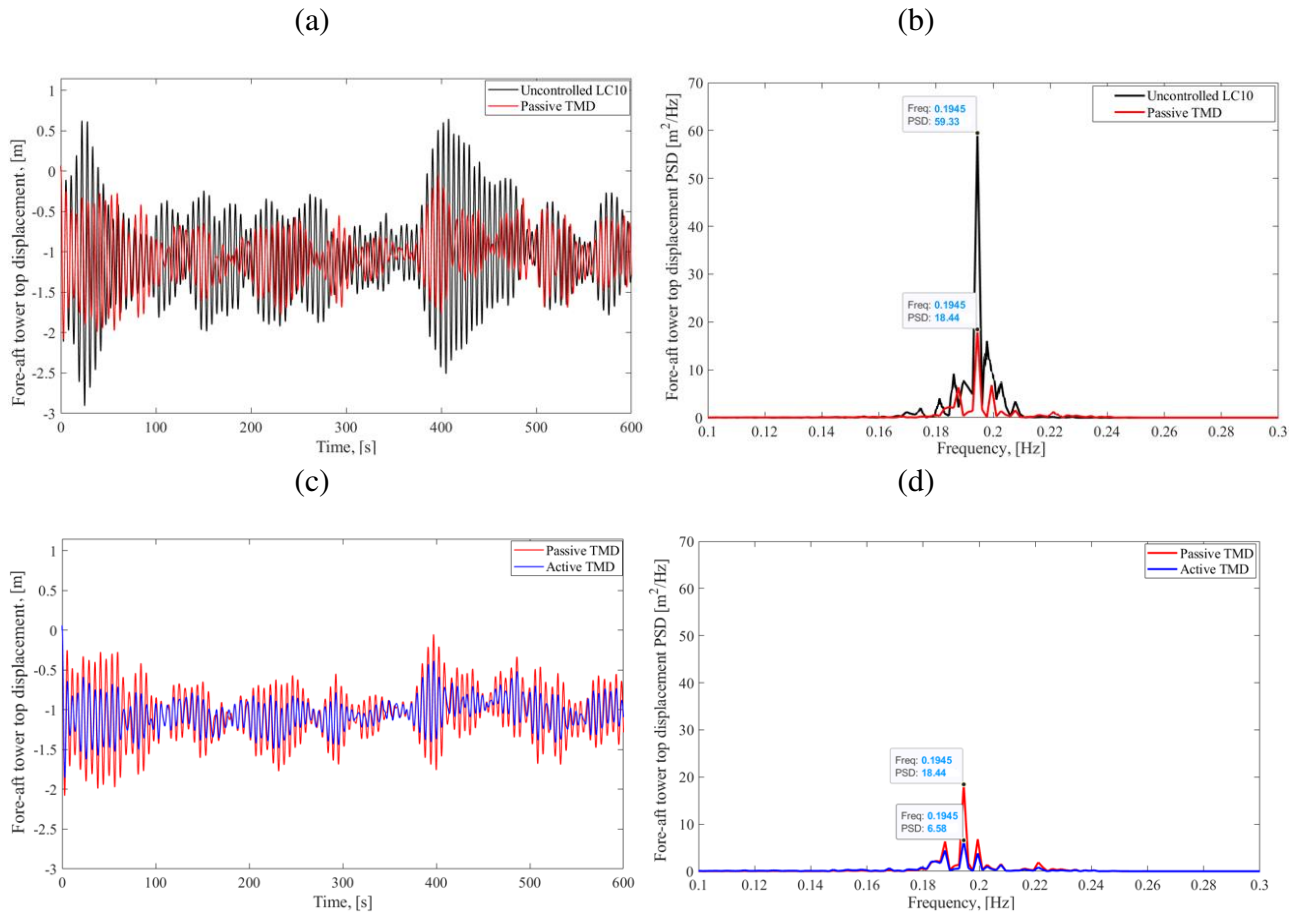 (a)
Fore-aft tower top displacement, [m]
1
0.5
0
-0.5
-1
-1.5
-2
-2.5
-3
Uncontrolled LC10
Passive TMD
0 100 200 300 400 500 600
Time, [s]
(b)
Fore-aft tower top displacement PSD [m²/Hz]
70
60
50
40
30
20
10
0
Uncontrolled LC10
Passive TMD
Freq: 0.1945
PSD: 59.33
Freq: 0.1945
PSD: 18.44
0.1 0.12 0.14 0.16 0.18 0.2 0.22 0.24 0.26 0.28 0.3
Frequency, [Hz]
(c)
Fore-aft tower top displacement, [m]
1
0.5
0
-0.5
-1
-1.5
-2
-2.5
-3
Passive TMD
Active TMD
0 100 200 300 400 500 600
Time, [s]
(d)
Fore-aft tower top displacement PSD [m²/Hz]
70
60
50
40
30
20
10
0
Passive TMD
Active TMD
Freq: 0.1945
PSD: 18.44
Freq: 0.1945
PSD: 6.58
0.1 0.12 0.14 0.16 0.18 0.2 0.22 0.24 0.26 0.28 0.3
Frequency, [Hz]